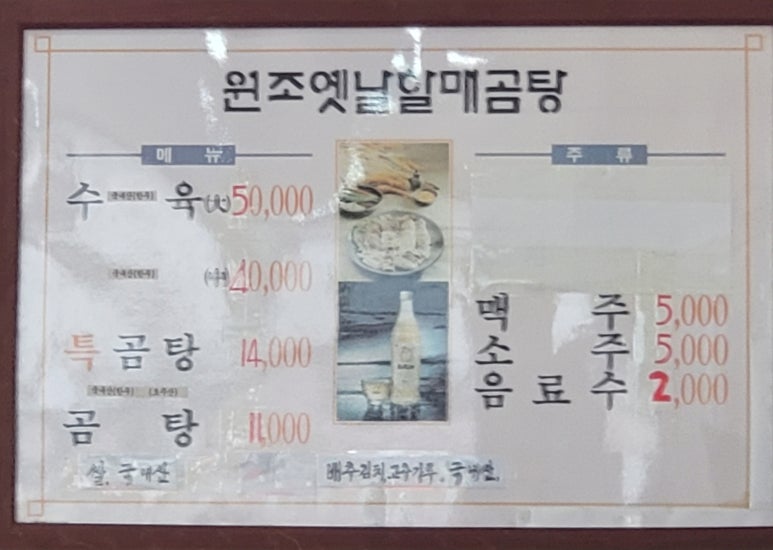 원조옛날할매곰탕
메 뉴
수 육(大)50,000
40,000
특곰탕 14,000
곰 탕 11,000
쌀, 국내산
주 류
맥 주 5,000
소 주 5,000
음 료 수 2,000
배추김치,고추가루, 국내산,